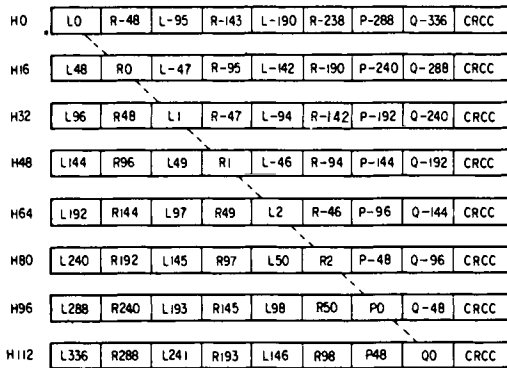 H0 L0 R-48 L-95 R-143 L-190 R-238 P-288 Q-336 CRCC
H16 L48 R0 L-47 R-95 L-142 R-190 P-240 Q-288 CRCC
H32 L96 R48 L1 R-47 L-94 R-142 P-192 Q-240 CRCC
H48 L144 R96 L49 R1 L-46 R-94 P-144 Q-192 CRCC
H64 L192 R144 L97 R49 L2 R-46 P-96 Q-144 CRCC
H80 L240 R192 L145 R97 L50 R2 P-48 Q-96 CRCC
H96 L288 R240 L193 R145 L98 R50 P0 Q-48 CRCC
H112 L336 R288 L241 R193 L146 R98 P48 Q0 CRCC